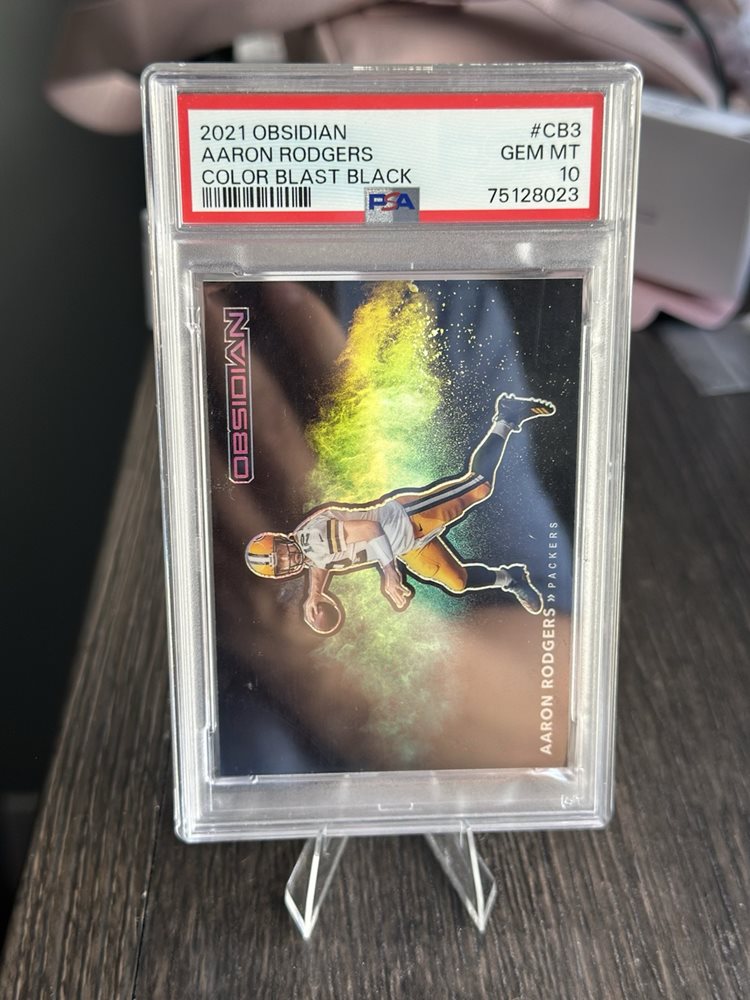 2021 OBSIDIAN #CB3
AARON RODGERS GEM MT
COLOR BLAST BLACK 10
PSA 75128023
OBSIDIAN
AARON RODGERS » PACKERS